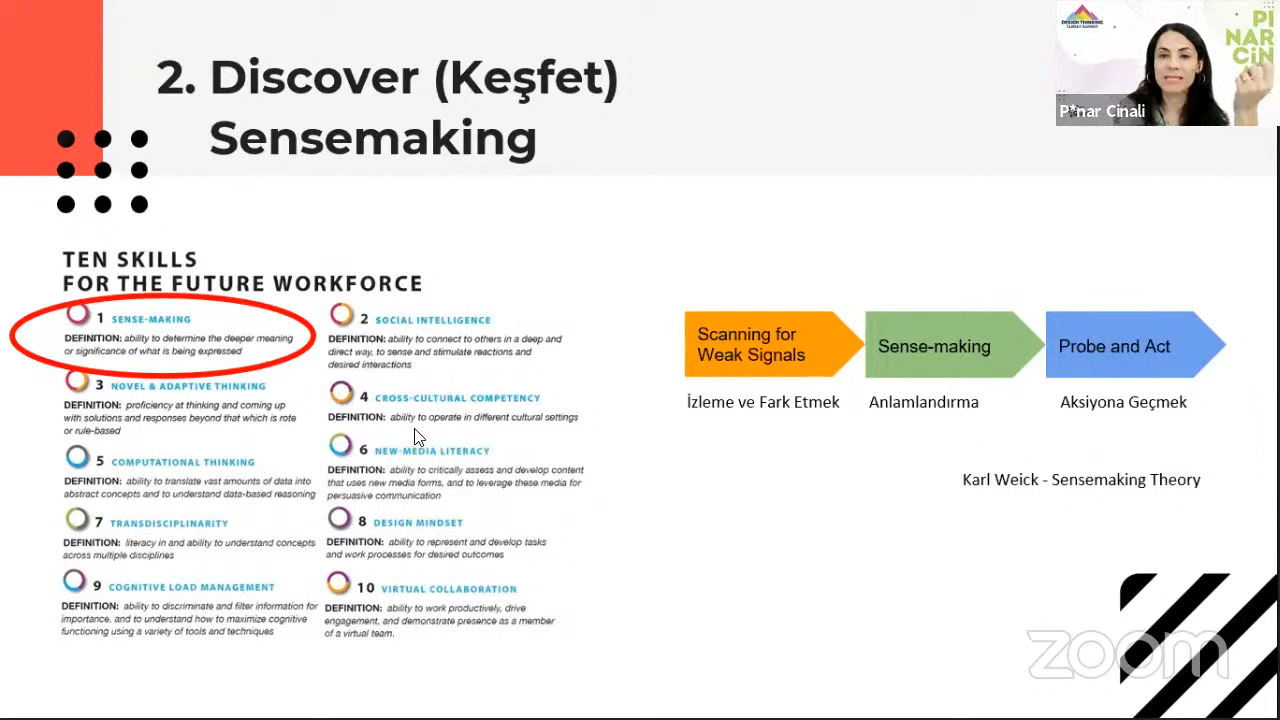 2. Discover (Keşfet)
Sensemaking
DESIGN THINKING
TURKEY SUMMIT
PI
NAR
CiN
P*nar Cinali
TEN SKILLS
FOR THE FUTURE WORKFORCE
1 SENSE-MAKING
DEFINITION: ability to determine the deeper meaning
or significance of what is being expressed
2 SOCIAL INTELLIGENCE
DEFINITION: ability to connect to others in a deep and
direct way, to sense and stimulate reactions and
desired interactions
3 NOVEL & ADAPTIVE THINKING
DEFINITION: proficiency at thinking and coming up
with solutions and responses beyond that which is rote
or rule-based
4 CROSS-CULTURAL COMPETENCY
DEFINITION: ability to operate in different cultural settings
5 COMPUTATIONAL THINKING
DEFINITION: ability to translate vast amounts of data into
abstract concepts and to understand data-based reasoning
6 NEW-MEDIA LITERACY
DEFINITION: ability to critically assess and develop content
that uses new media forms, and to leverage these media for
persuasive communication
7 TRANSDISCIPLINARITY
DEFINITION: literacy in and ability to understand concepts
across multiple disciplines
8 DESIGN MINDSET
DEFINITION: ability to represent and develop tasks
and work processes for desired outcomes
9 COGNITIVE LOAD MANAGEMENT
DEFINITION: ability to discriminate and filter information for
importance, and to understand how to maximize cognitive
functioning using a variety of tools and techniques
10 VIRTUAL COLLABORATION
DEFINITION: ability to work productively, drive
engagement, and demonstrate presence as a member
of a virtual team.
Scanning for
Weak Signals
Sense-making
Probe and Act
İzleme ve Fark Etmek
Anlamlandırma
Aksiyona Geçmek
Karl Weick - Sensemaking Theory
zoom